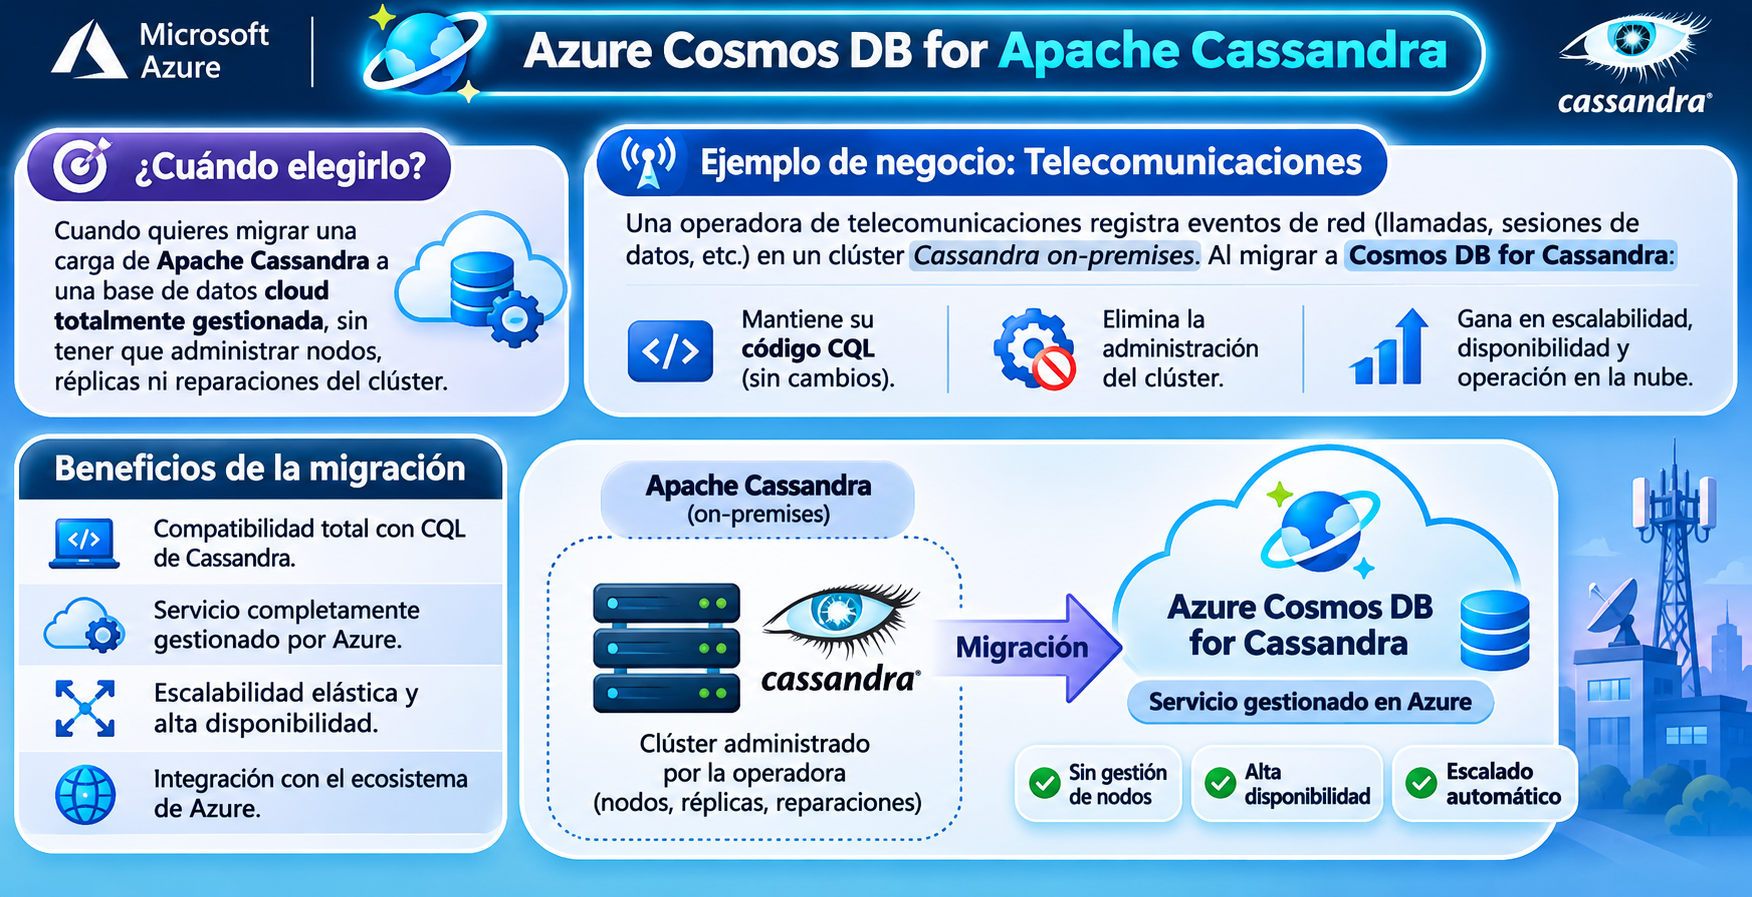 Microsoft
Azure
Azure Cosmos DB for Apache Cassandra
cassandra®
¿Cuándo elegirlo?
Cuando quieres migrar una
carga de Apache Cassandra a
una base de datos cloud
totalmente gestionada, sin
tener que administrar nodos,
réplicas ni reparaciones del clúster.
Ejemplo de negocio: Telecomunicaciones
Una operadora de telecomunicaciones registra eventos de red (llamadas, sesiones de
datos, etc.) en un clúster Cassandra on-premises. Al migrar a Cosmos DB for Cassandra:
</>
Mantiene su
código CQL
(sin cambios).
Elimina la
administración
del clúster.
Gana en escalabilidad,
disponibilidad y
operación en la nube.
Beneficios de la migración
</>
Compatibilidad total con CQL
de Cassandra.
Servicio completamente
gestionado por Azure.
Escalabilidad elástica y
alta disponibilidad.
Integración con el ecosistema
de Azure.
Apache Cassandra
(on-premises)
cassandra®
Clúster administrado
por la operadora
(nodos, réplicas, reparaciones)
Migración
Azure Cosmos DB
for Cassandra
Servicio gestionado en Azure
Sin gestión
de nodos
Alta
disponibilidad
Escalado
automático